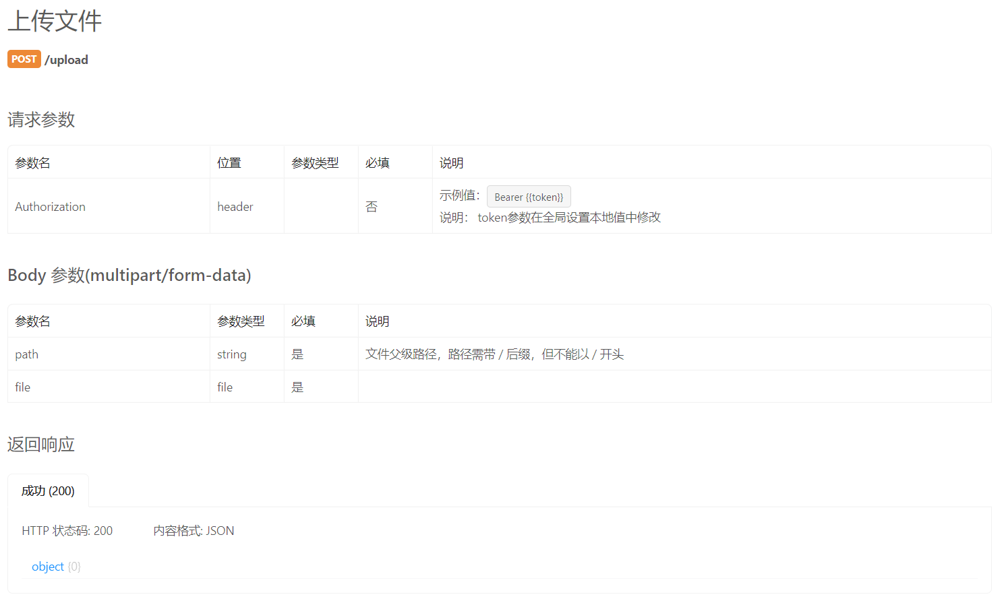 上传文件
POST /upload
请求参数
参数名 位置 参数类型 必填 说明
Authorization header 否 示例值： Bearer {{token}}
说明： token参数在全局设置本地值中修改
Body 参数(multipart/form-data)
参数名 参数类型 必填 说明
path string 是 文件父级路径，路径需带 / 后缀，但不能以 / 开头
file file 是
返回响应
成功 (200)
HTTP 状态码: 200 内容格式: JSON
object {0}